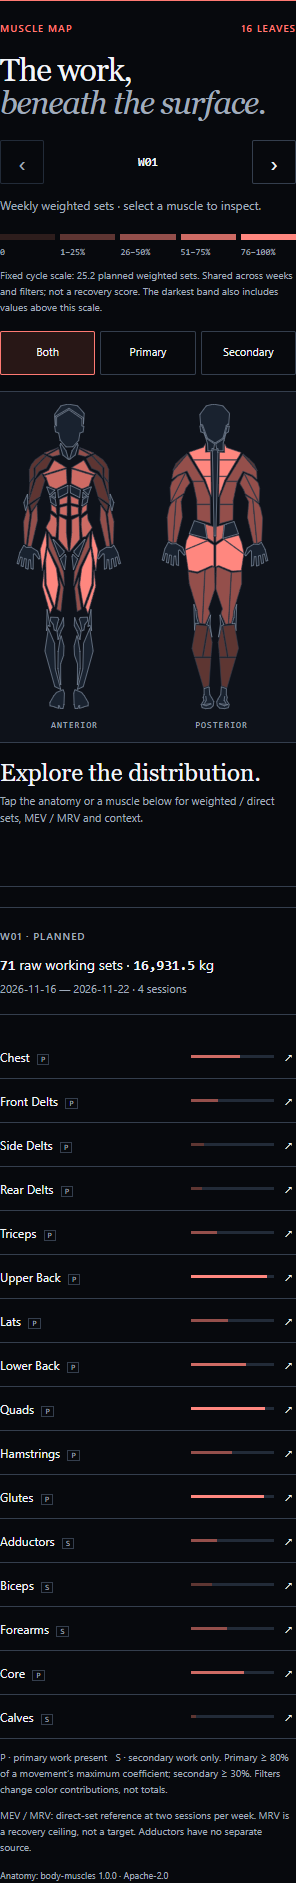 MUSCLE MAP
16 LEAVES
The work,
beneath the surface.
‹
W01
›
Weekly weighted sets · select a muscle to inspect.
0
1–25%
26–50%
51–75%
76–100%
Fixed cycle scale: 25.2 planned weighted sets. Shared across weeks
and filters; not a recovery score. The darkest band also includes
values above this scale.
Both
Primary
Secondary
ANTERIOR
POSTERIOR
Explore the distribution.
Tap the anatomy or a muscle below for weighted / direct
sets, MEV / MRV and context.
W01 · PLANNED
71 raw working sets · 16,931.5 kg
2026-11-16 — 2026-11-22 · 4 sessions
Chest P ↗
Front Delts P ↗
Side Delts P ↗
Rear Delts P ↗
Triceps P ↗
Upper Back P ↗
Lats P ↗
Lower Back P ↗
Quads P ↗
Hamstrings P ↗
Glutes P ↗
Adductors S ↗
Biceps S ↗
Forearms S ↗
Core P ↗
Calves S ↗
P · primary work present S · secondary work only. Primary ≥ 80%
of a movement's maximum coefficient; secondary ≥ 30%. Filters
change color contributions, not totals.
MEV / MRV: direct-set reference at two sessions per week. MRV is
a recovery ceiling, not a target. Adductors have no separate
source.
Anatomy: body-muscles 1.0.0 · Apache-2.0